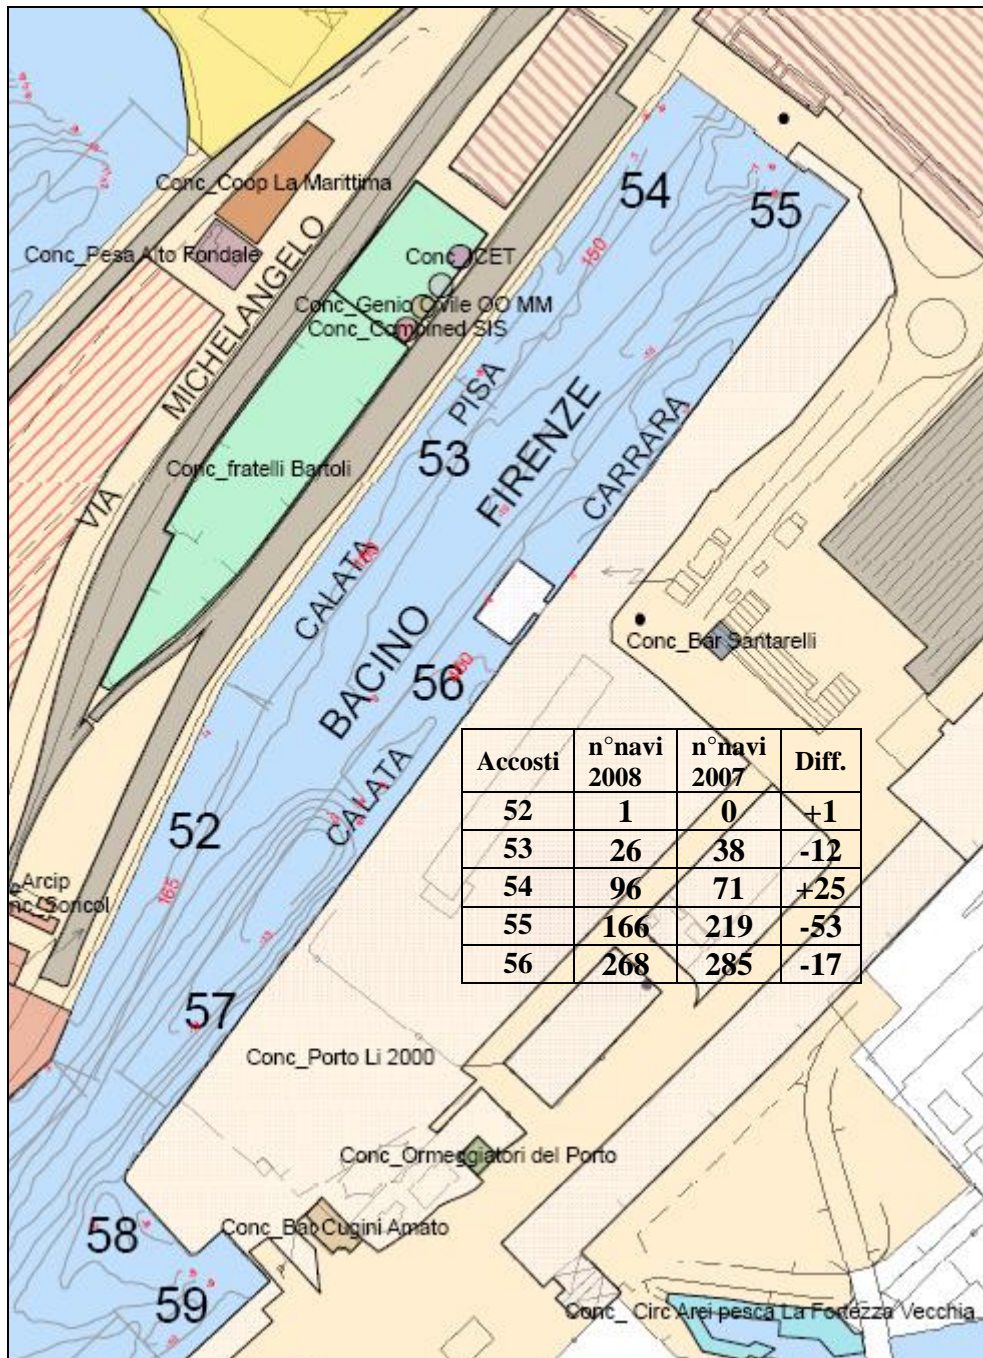 54
55
Conc_Coop La Marittima
Conc_Pesa Alto Fondale
150
Conc_ICET
Conc_Genio Civile OO MM
Conc_Combined SIS
VIA MICHELANGELO
Conc_fratelli Bartoli
53
CALATA PISA
BACINO FIRENZE
CALATA CARRARA
56
Conc_Bar Santarelli
52
165
57
Conc_Porto Li 2000
Conc_Ormeggiatori del Porto
Conc_Bar Cugini Amato
58
59
Conc_ Circ Arei pesca La Fortezza Vecchia
Accosti n°navi 2008 n°navi 2007 Diff.
52 1 0 +1
53 26 38 -12
54 96 71 +25
55 166 219 -53
56 268 285 -17